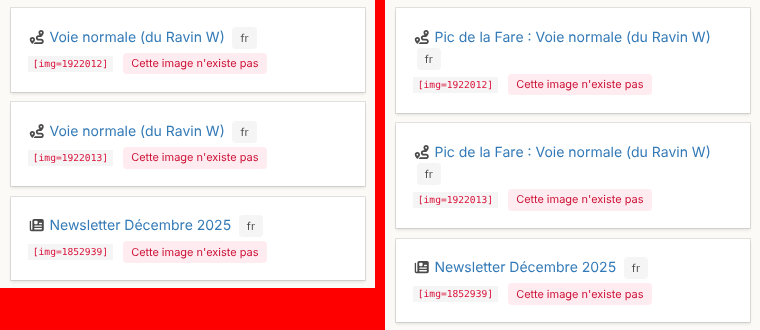 Voie normale (du Ravin W) fr
[img=1922012] Cette image n'existe pas
Voie normale (du Ravin W) fr
[img=1922013] Cette image n'existe pas
Newsletter Décembre 2025 fr
[img=1852939] Cette image n'existe pas
Pic de la Fare : Voie normale (du Ravin W)
fr
[img=1922012] Cette image n'existe pas
Pic de la Fare : Voie normale (du Ravin W)
fr
[img=1922013] Cette image n'existe pas
Newsletter Décembre 2025 fr
[img=1852939] Cette image n'existe pas